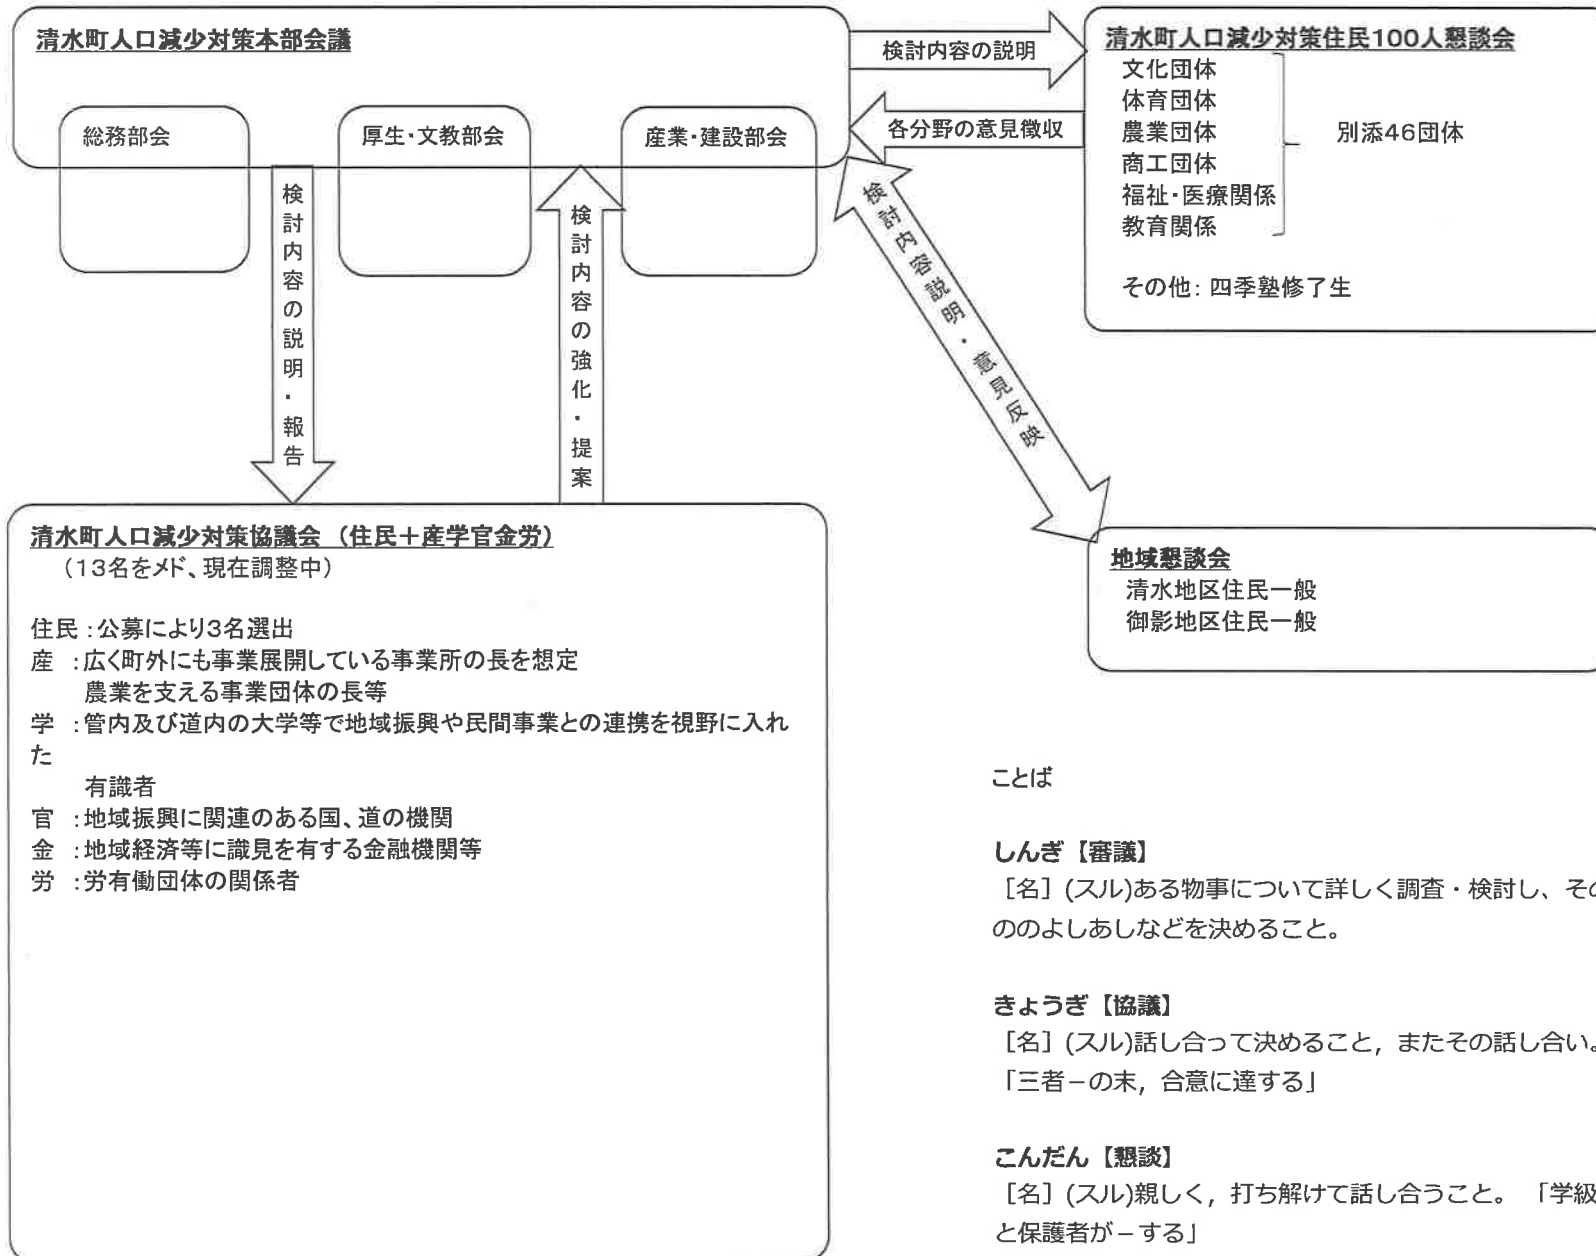 清水町人口減少対策本部会議
総務部会
厚生・文教部会
産業・建設部会
検討内容の説明
各分野の意見徴収
清水町人口減少対策住民100人懇談会
文化団体
体育団体
農業団体
商工団体
福祉・医療関係
教育関係
別添46団体
その他：四季塾修了生
検討内容の説明・報告
検討内容の強化・提案
検討内容説明・意見反映
清水町人口減少対策協議会 （住民＋産学官金労）
（13名をメド、現在調整中）
住民：公募により3名選出
産　：広く町外にも事業展開している事業所の長を想定
農業を支える事業団体の長等
学　：管内及び道内の大学等で地域振興や民間事業との連携を視野に入れ
た
有識者
官　：地域振興に関連のある国、道の機関
金　：地域経済等に識見を有する金融機関等
労　：労有働団体の関係者
地域懇談会
清水地区住民一般
御影地区住民一般
ことば
しんぎ【審議】
［名］(スル)ある物事について詳しく調査・検討し、その
ののよしあしなどを決めること。
きょうぎ【協議】
［名］(スル)話し合って決めること，またその話し合い。
「三者－の末，合意に達する」
こんだん【懇談】
［名］(スル)親しく，打ち解けて話し合うこと。 「学級
と保護者が－する」